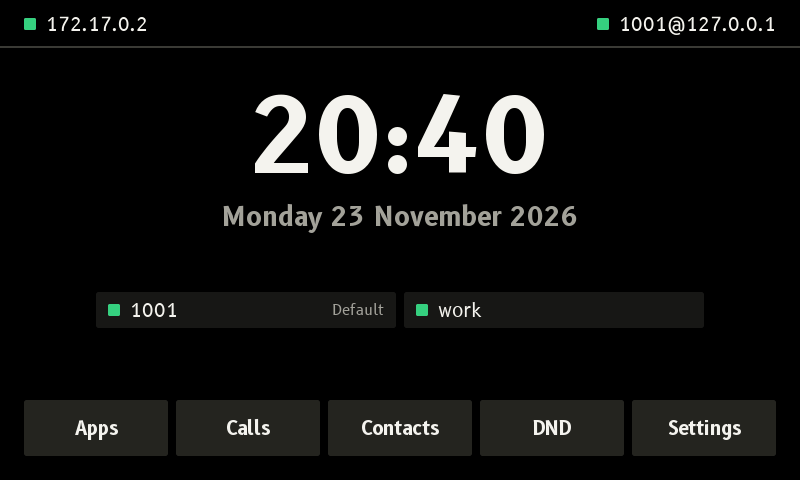 172.17.0.2 1001@127.0.0.1
20:40
Monday 23 November 2026
1001 Default work
Apps Calls Contacts DND Settings